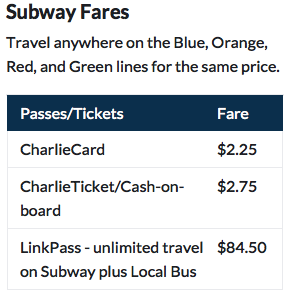 Subway Fares
Travel anywhere on the Blue, Orange,
Red, and Green lines for the same price.
Passes/Tickets Fare
CharlieCard $2.25
CharlieTicket/Cash-on- $2.75
board
LinkPass - unlimited travel $84.50
on Subway plus Local Bus